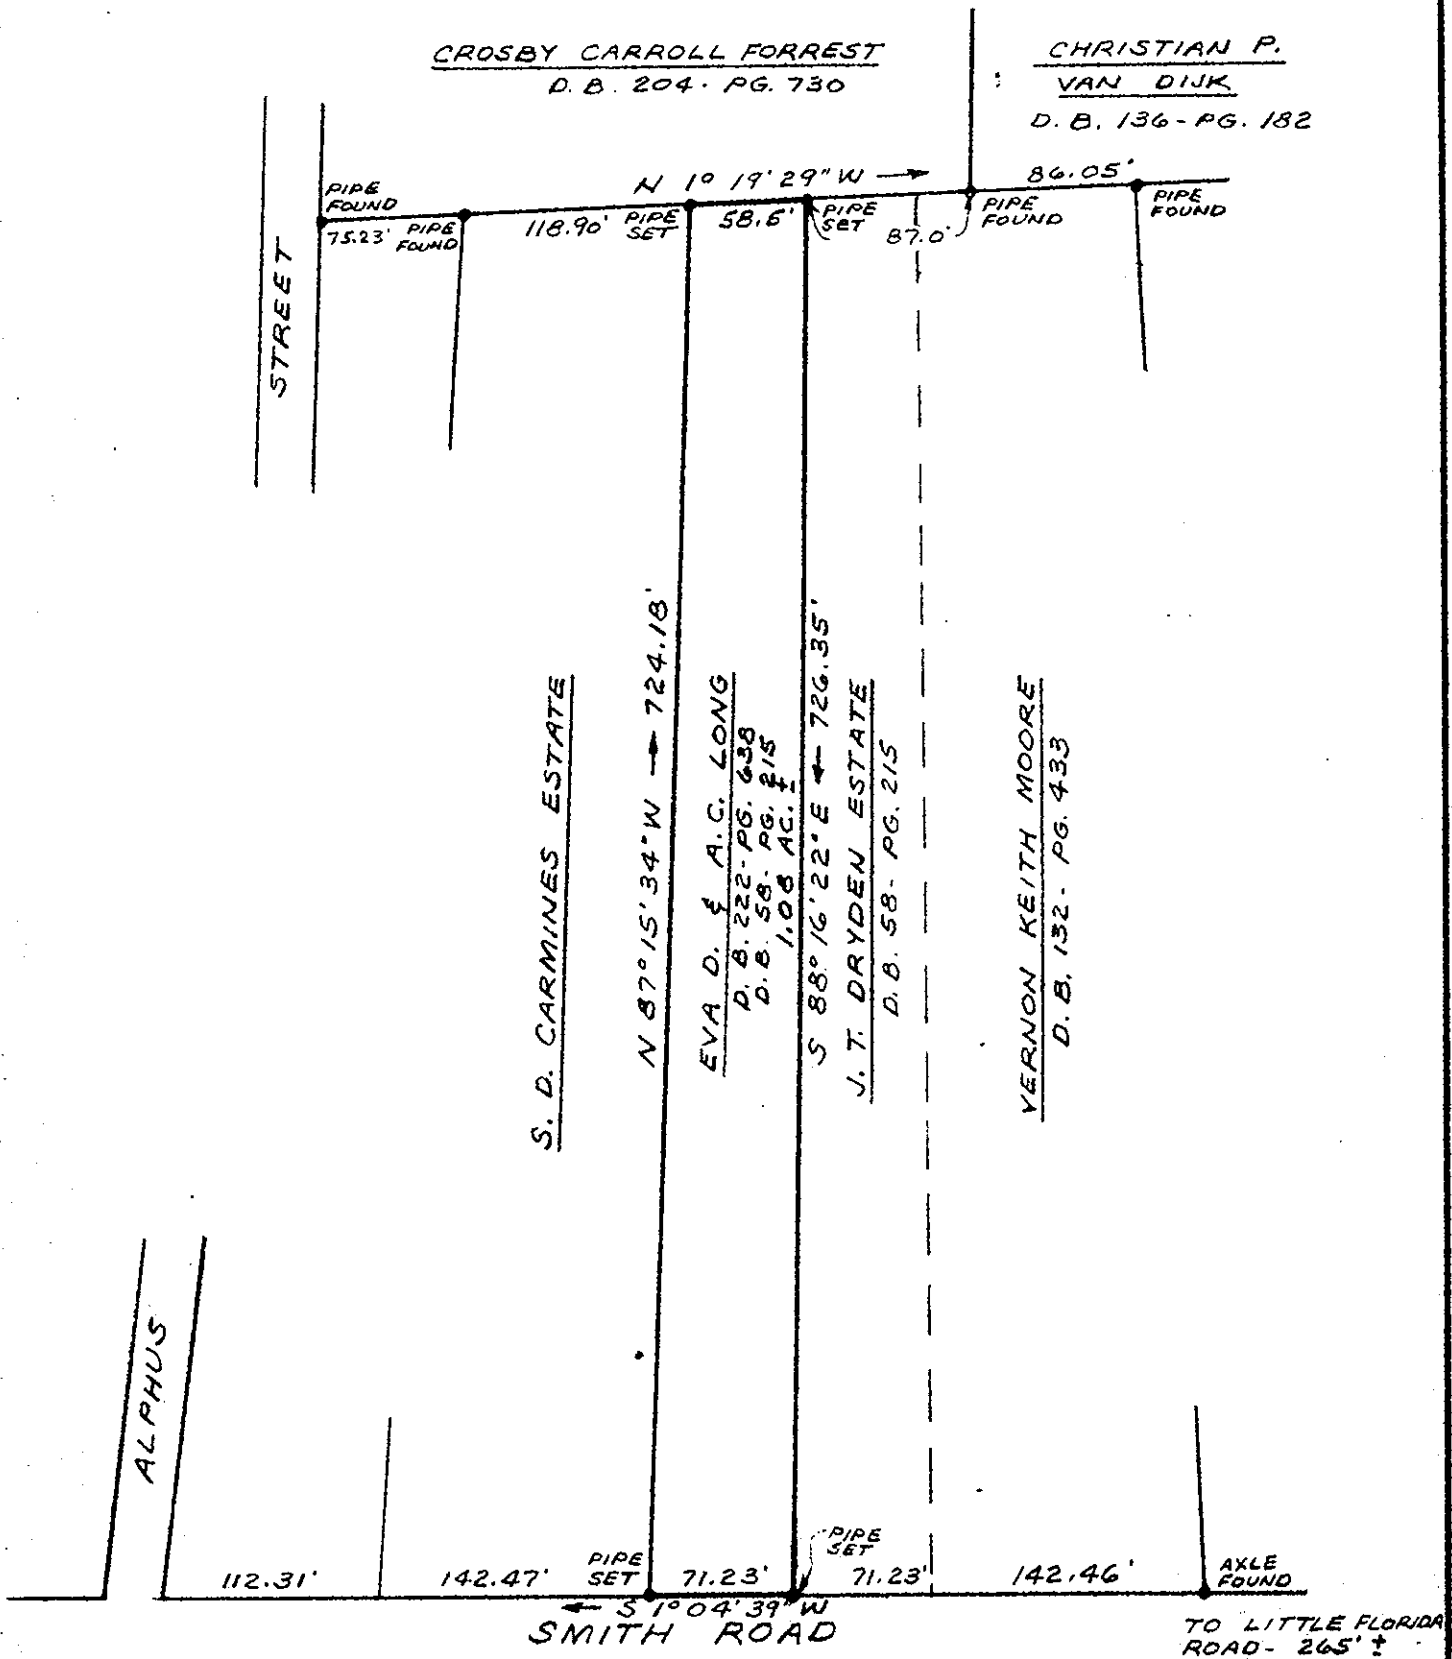 CROSBY CARROLL FORREST
D. B. 204 - PG. 730
CHRISTIAN P.
VAN DIJK
D. B. 136 - PG. 182
N 1° 19' 29" W
86.05'
PIPE
FOUND
75.23'
PIPE
FOUND
118.90'
PIPE
SET
58.6'
PIPE
SET
87.0'
PIPE
FOUND
PIPE
FOUND
STREET
S. D. CARMINES ESTATE
N 87° 15' 34" W → 724.18'
EVA D. & A.C. LONG
D. B. 222 - PG. 638
D. B. 58 - PG. 215
1.08 AC. ±
S 88° 16' 22" E ← 726.35'
J. T. DRYDEN ESTATE
D. B. 58 - PG. 215
VERNON KEITH MOORE
D. B. 132 - PG. 433
ALPHUS
112.31'
142.47'
PIPE
SET
71.23'
PIPE
SET
71.23'
142.46'
AXLE
FOUND
← S 1° 04' 39" W
SMITH ROAD
TO LITTLE FLORIDA
ROAD - 265' ±